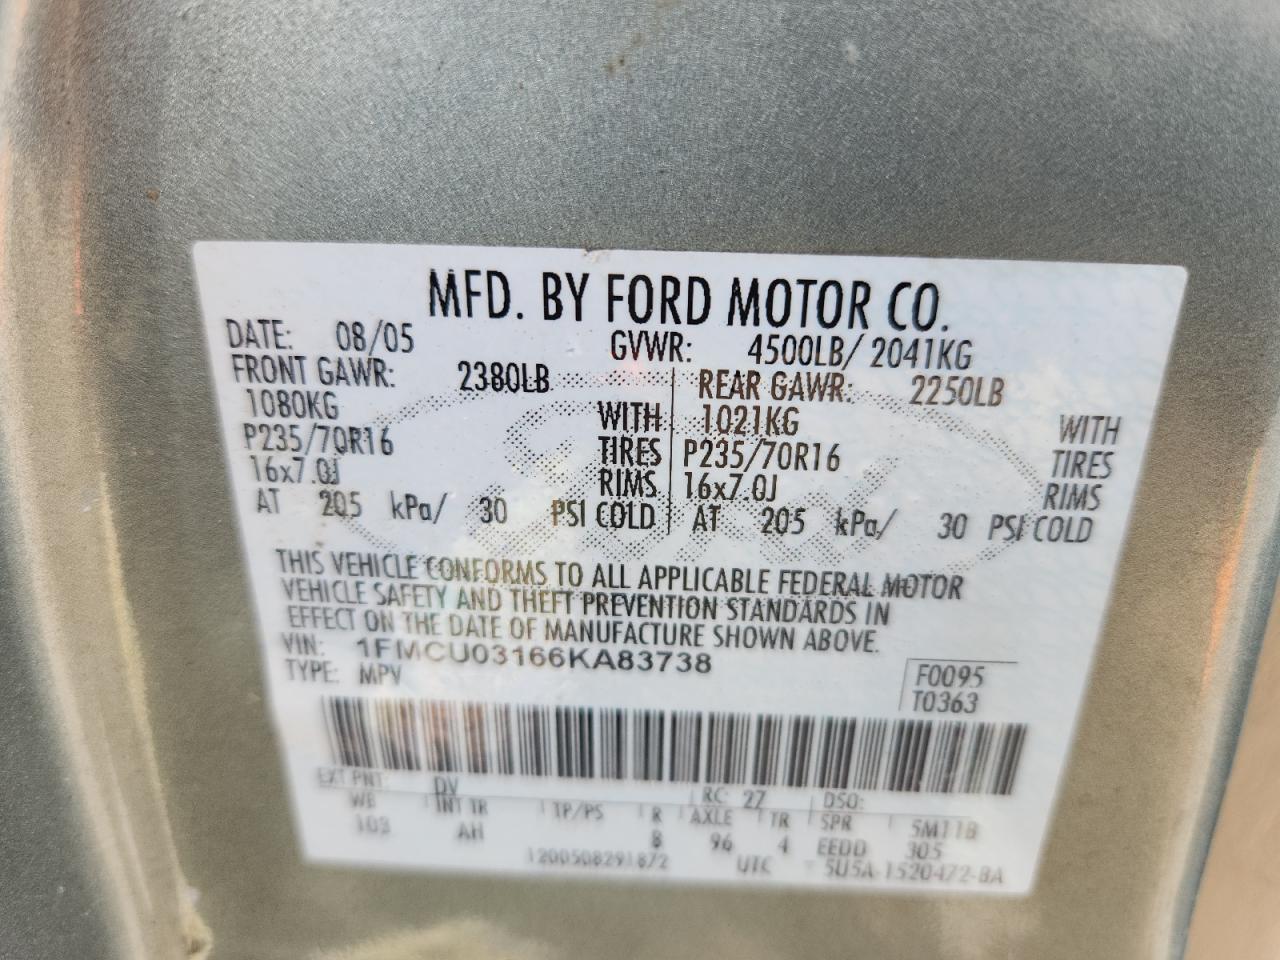 MFD. BY FORD MOTOR CO.
DATE: 08/05 GVWR: 4500LB/ 2041KG
FRONT GAWR: 2380LB REAR GAWR: 2250LB
1080KG WITH 1021KG WITH
P235/70R16 TIRES P235/70R16 TIRES
16x7.0J RIMS 16x7.0J RIMS
AT 205 kPa/ 30 PSI COLD AT 205 kPa/ 30 PSI COLD
THIS VEHICLE CONFORMS TO ALL APPLICABLE FEDERAL MOTOR
VEHICLE SAFETY AND THEFT PREVENTION STANDARDS IN
EFFECT ON THE DATE OF MANUFACTURE SHOWN ABOVE.
VIN: 1FMCU03166KA83738
TYPE: MPV F0095
T0363
EXT PNT: DV RC: 27 DSO:
WB INT TR TP/PS R AXLE TR SPR 5M11B
103 AH B 96 4 EEDD 305
1200508291872 UTC 5U5A-1520472-BA